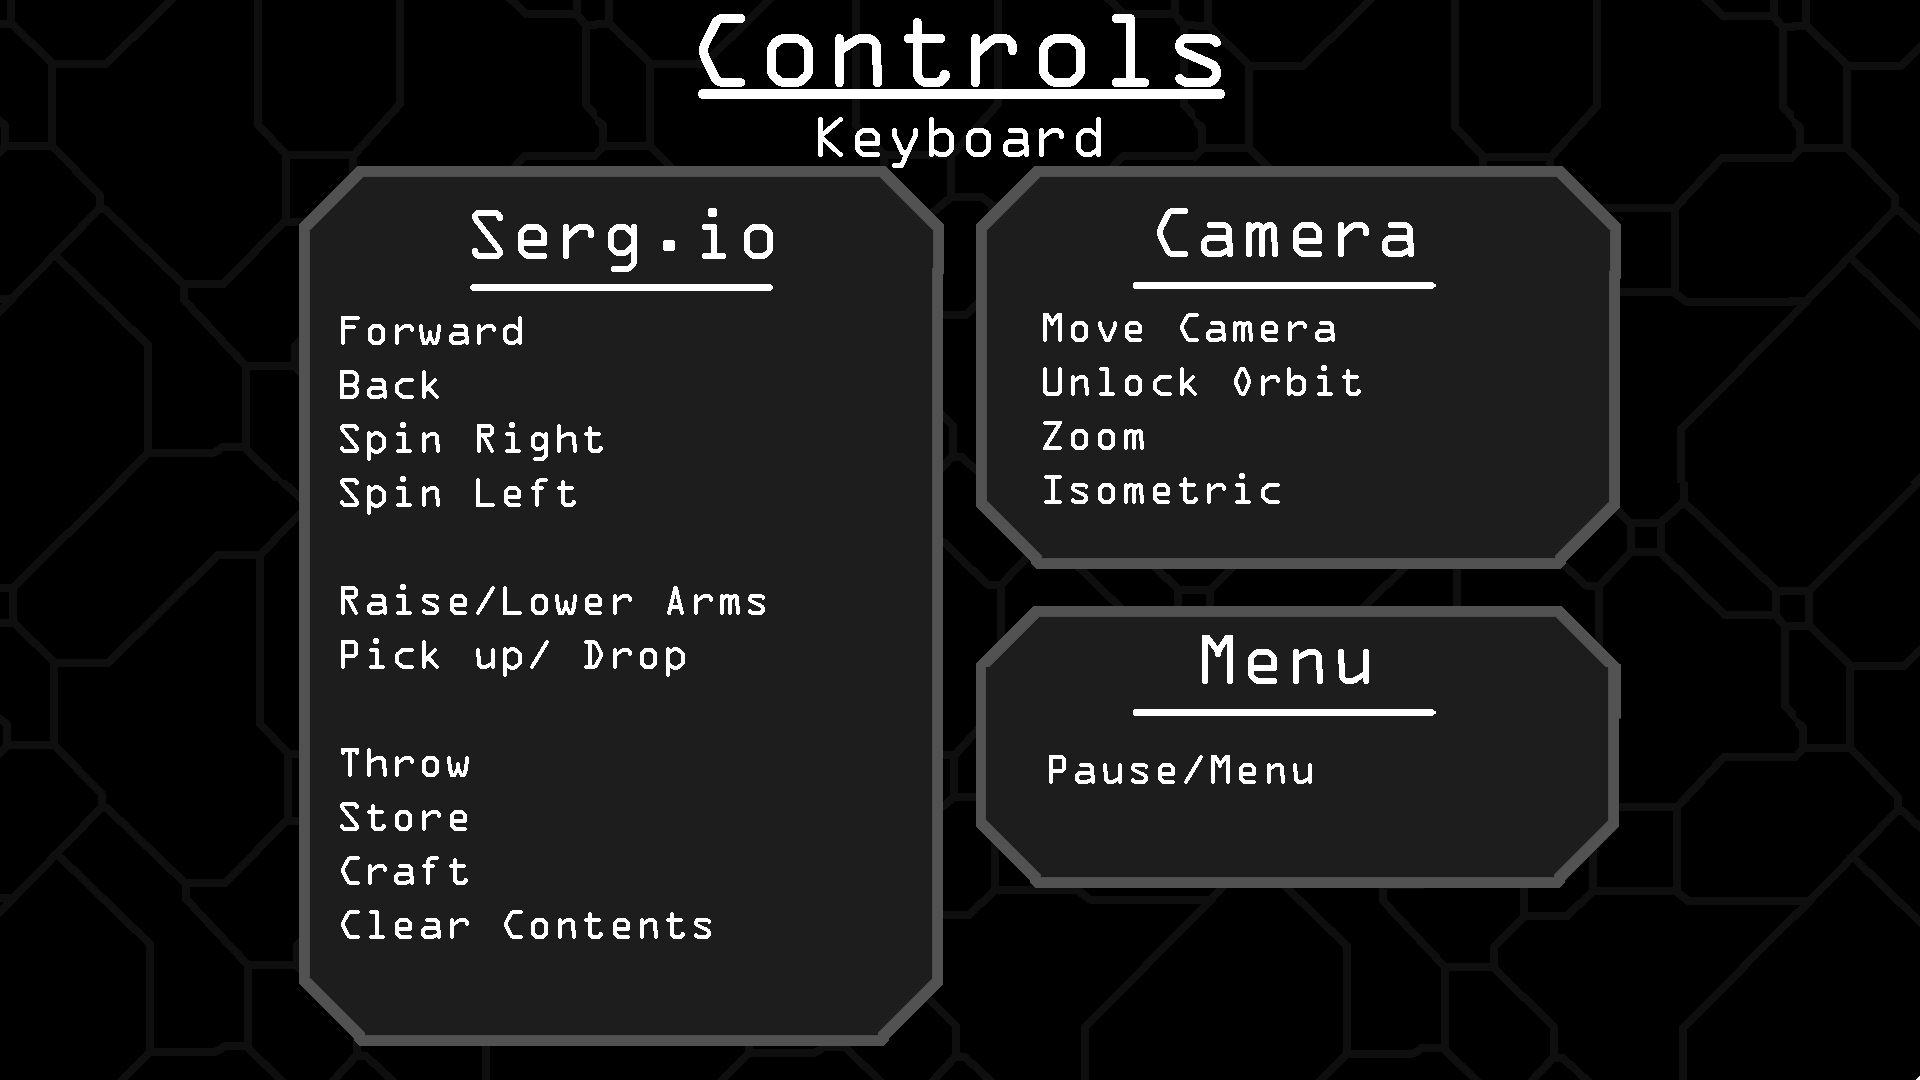 Controls
Keyboard
Serg.io
Forward
Back
Spin Right
Spin Left
Raise/Lower Arms
Pick up/ Drop
Throw
Store
Craft
Clear Contents
Camera
Move Camera
Unlock Orbit
Zoom
Isometric
Menu
Pause/Menu